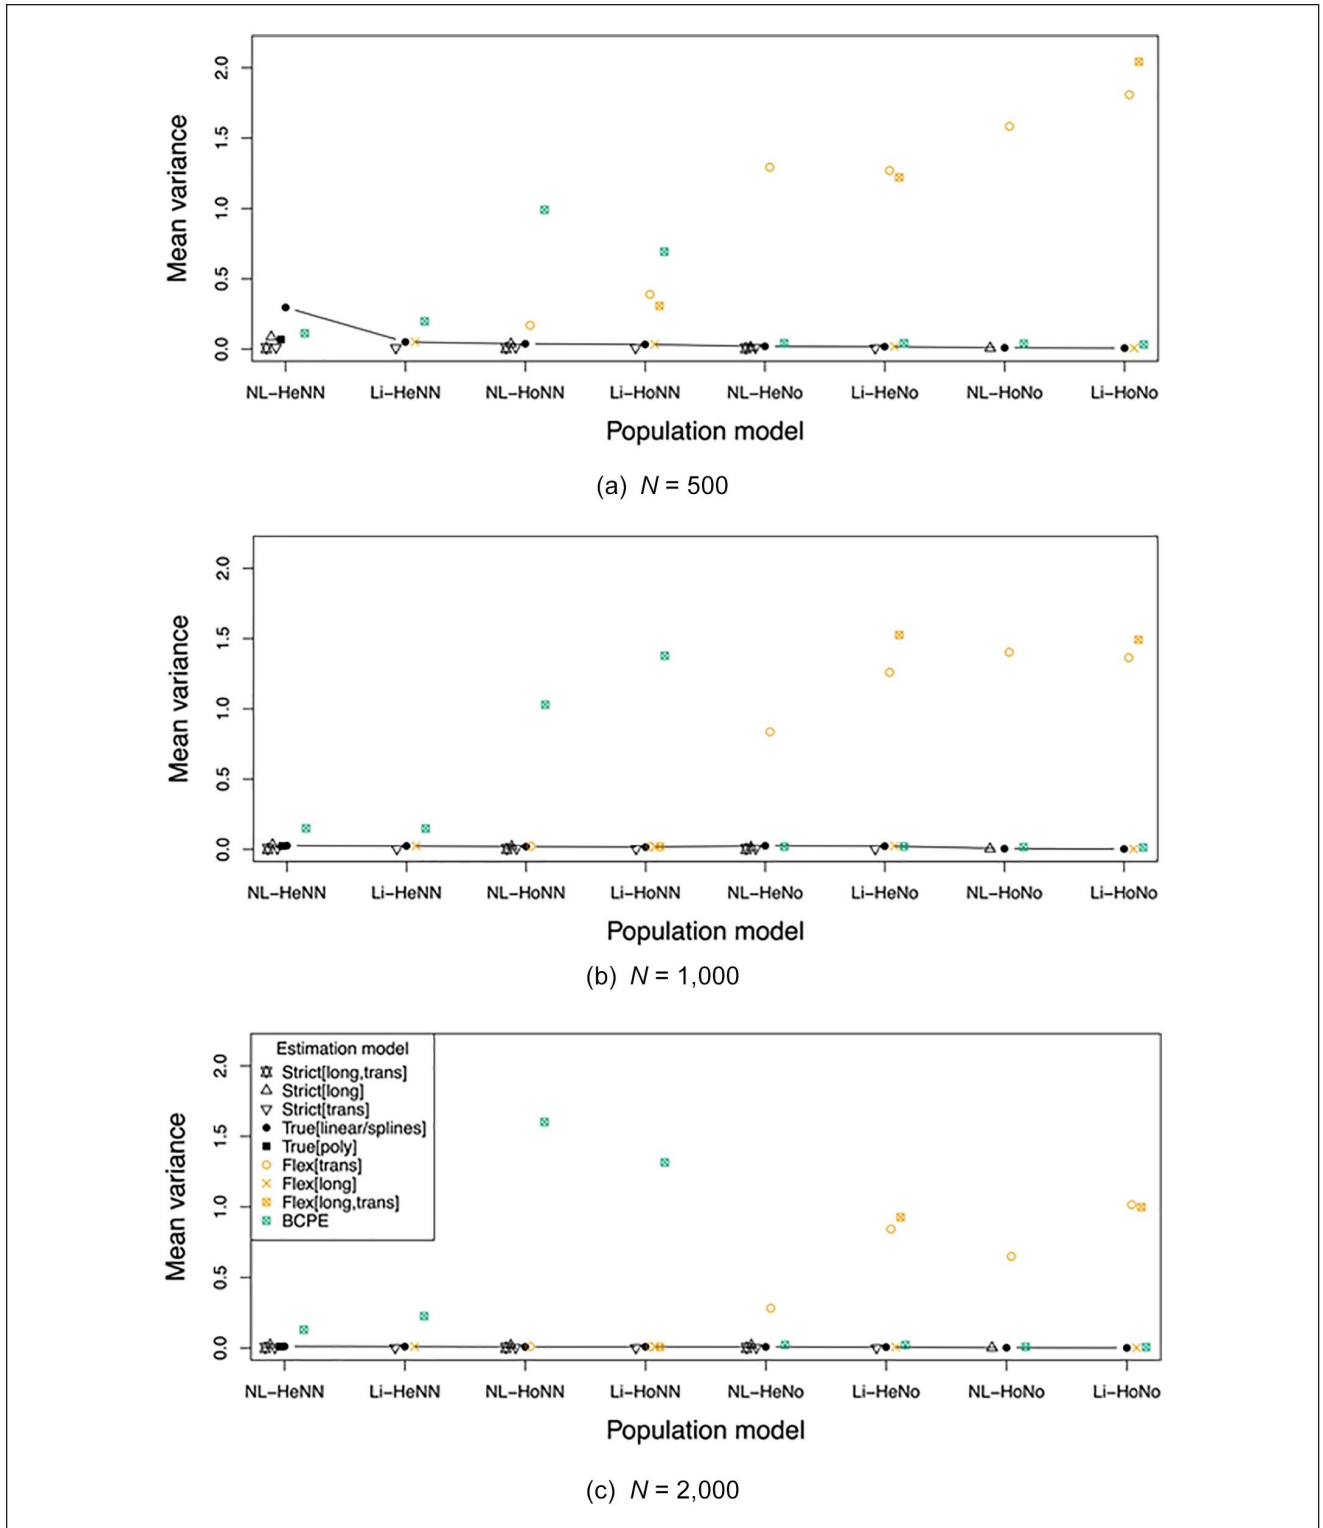 2.0
1.5
1.0
0.5
0.0
Mean variance
NL-HeNN Li-HeNN NL-HoNN Li-HoNN NL-HeNo Li-HeNo NL-HoNo Li-HoNo
Population model
(a) N = 500
2.0
1.5
1.0
0.5
0.0
Mean variance
NL-HeNN Li-HeNN NL-HoNN Li-HoNN NL-HeNo Li-HeNo NL-HoNo Li-HoNo
Population model
(b) N = 1,000
2.0
1.5
1.0
0.5
0.0
Mean variance
Estimation model
Strict[long,trans]
Strict[long]
Strict[trans]
True[linear/splines]
True[poly]
Flex[trans]
Flex[long]
Flex[long,trans]
BCPE
NL-HeNN Li-HeNN NL-HoNN Li-HoNN NL-HeNo Li-HeNo NL-HoNo Li-HoNo
Population model
(c) N = 2,000